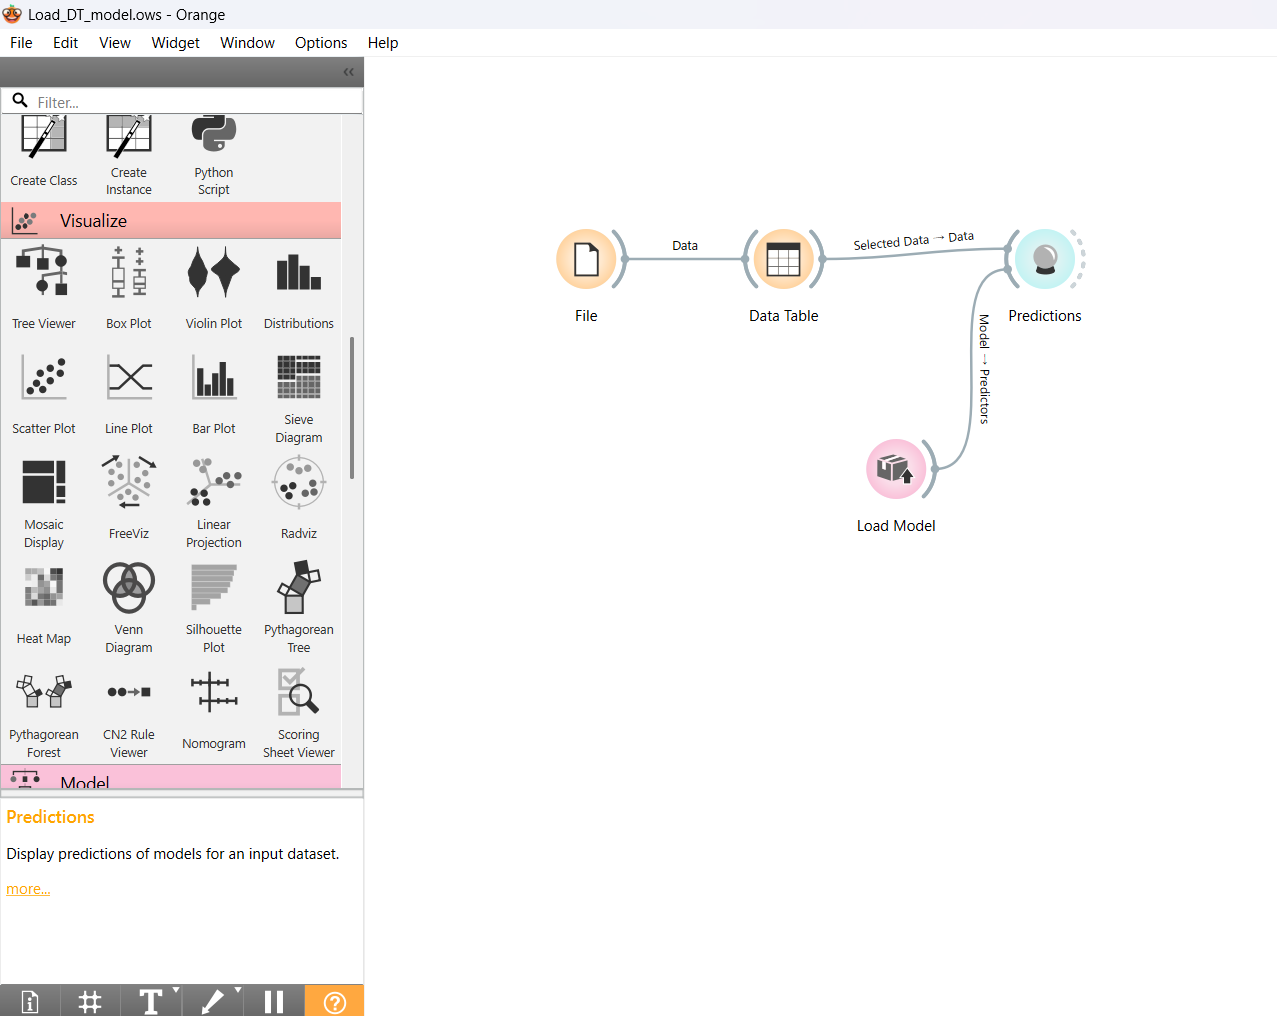 Load_DT_model.ows - Orange
File Edit View Widget Window Options Help
Filter...
Create Class
Create
Instance
Python
Script
Visualize
Tree Viewer
Box Plot
Violin Plot
Distributions
Scatter Plot
Line Plot
Bar Plot
Sieve
Diagram
Mosaic
Display
FreeViz
Linear
Projection
Radviz
Heat Map
Venn
Diagram
Silhouette
Plot
Pythagorean
Tree
Pythagorean
Forest
CN2 Rule
Viewer
Nomogram
Scoring
Sheet Viewer
Model
Predictions
Display predictions of models for an input dataset.
more...
File
Data
Data Table
Selected Data → Data
Predictions
Model → Predictors
Load Model